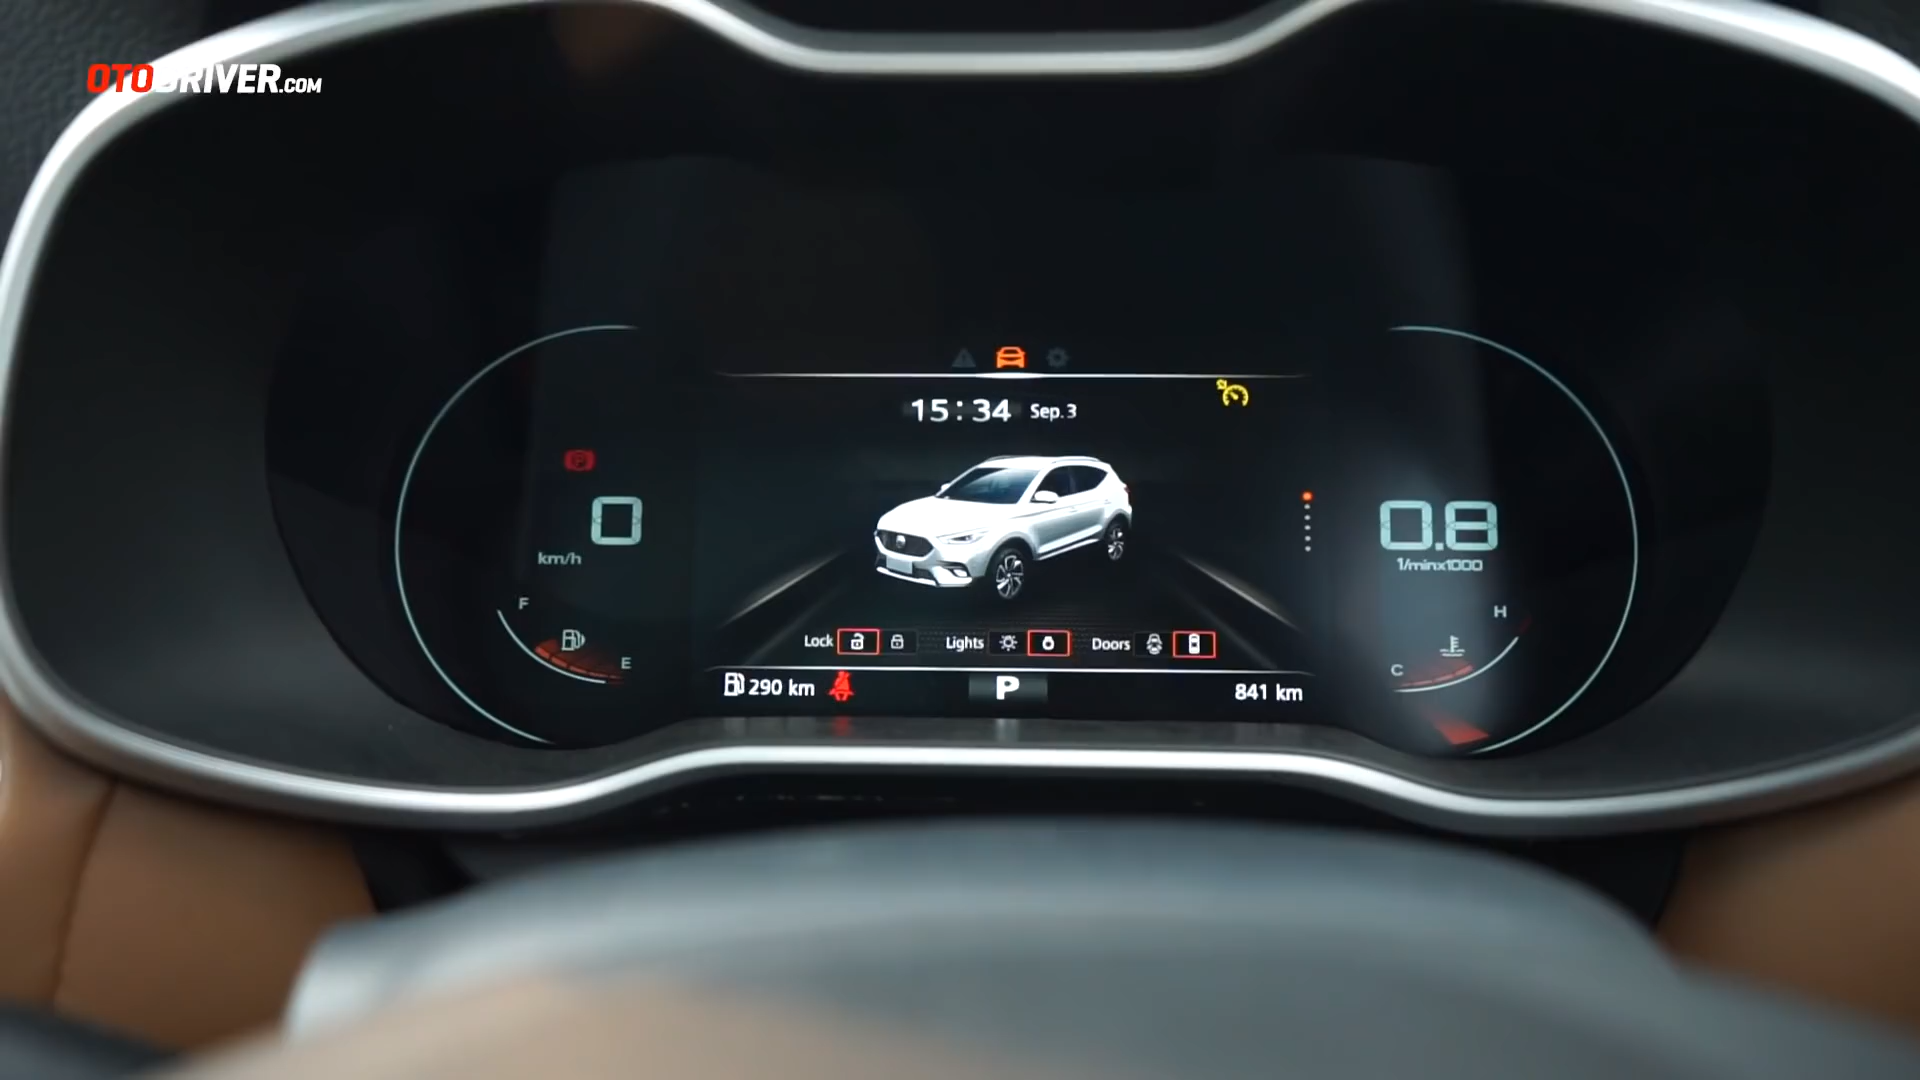 OTODRIVER.COM
15:34 Sep.3
P
0
km/h
0.8
1/minx1000
F
E
H
C
Lock Lights Doors
290 km P 841 km